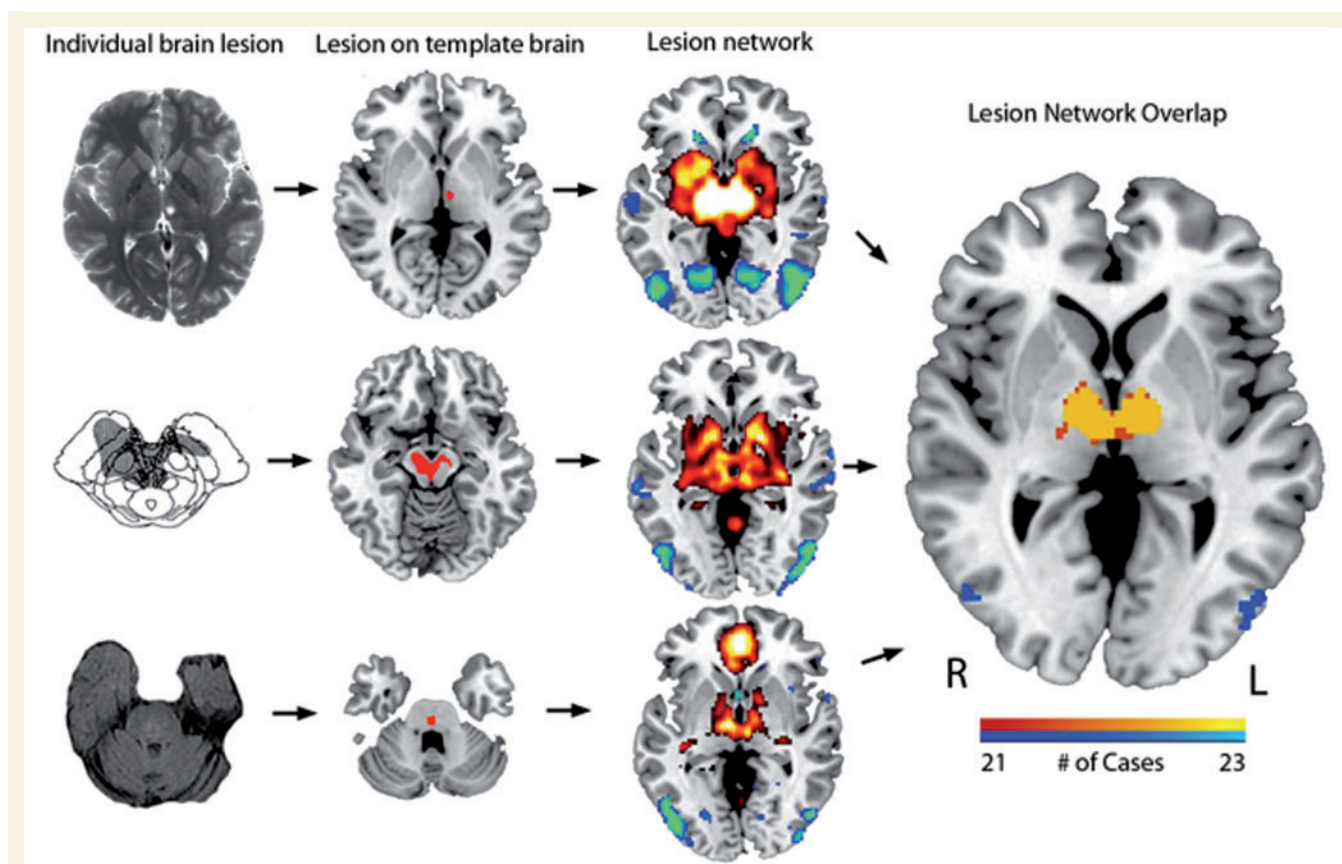 Individual brain lesion
Lesion on template brain
Lesion network
Lesion Network Overlap
R
L
21 # of Cases 23